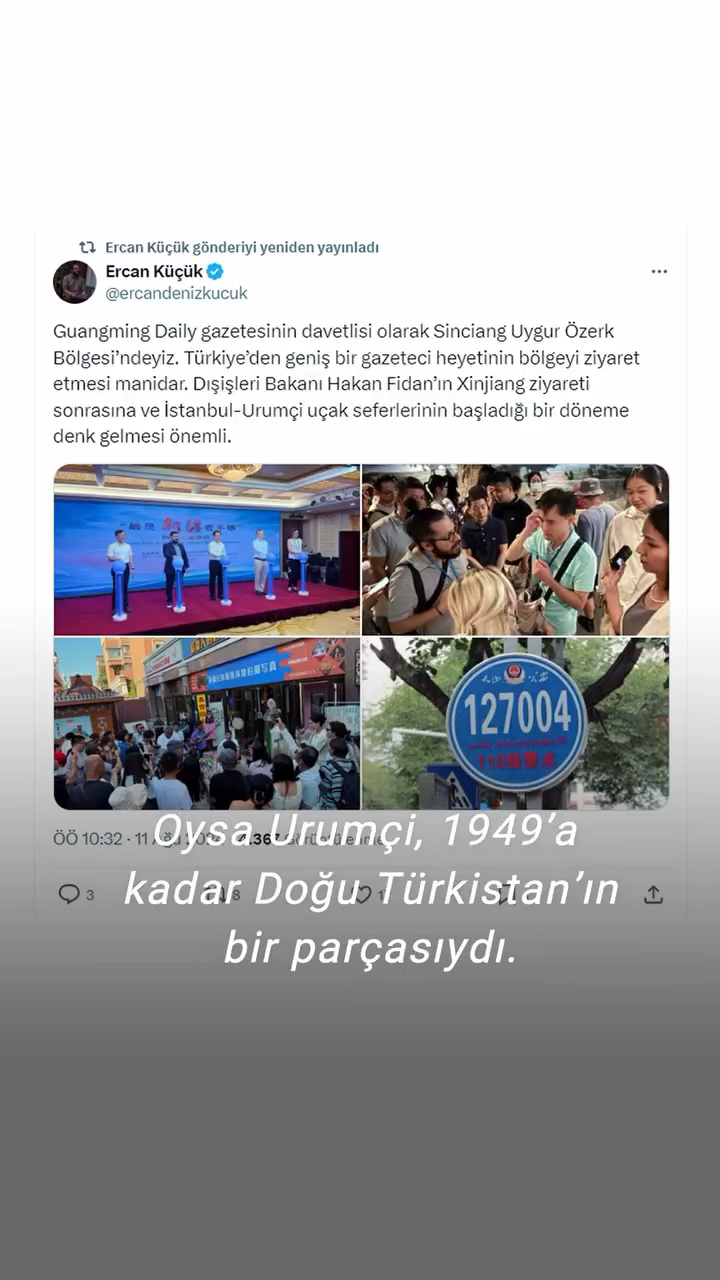 Ercan Küçük gönderiyi yeniden yayınladı
Ercan Küçük
@ercandenizkucuk
Guangming Daily gazetesinin davetlisi olarak Sinciang Uygur Özerk
Bölgesi’ndeyiz. Türkiye’den geniş bir gazeteci heyetinin bölgeyi ziyaret
etmesi manidar. Dışişleri Bakanı Hakan Fidan’ın Xinjiang ziyareti
sonrasına ve İstanbul-Urumçi uçak seferlerinin başladığı bir döneme
denk gelmesi önemli.
127004
ÖÖ 10:32 · 11
Oysa Urumçi, 1949’a
3
kadar Doğu Türkistan’ın
bir parçasıydı.